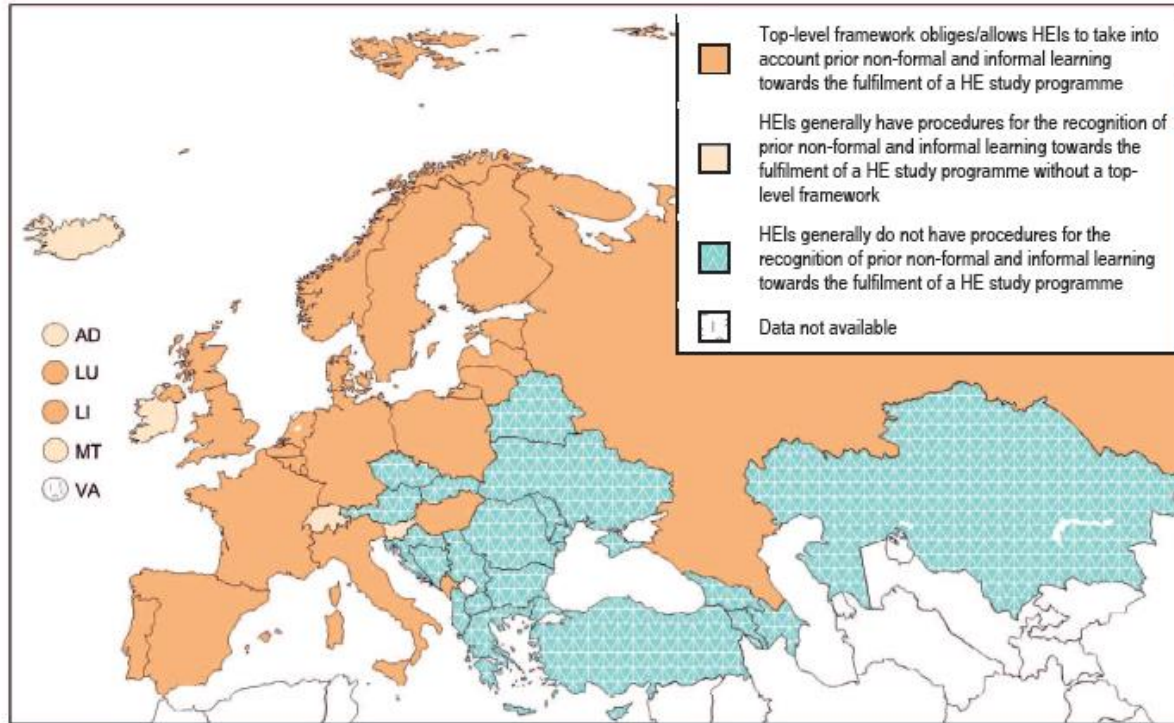 Top-level framework obliges/allows HEIs to take into
account prior non-formal and informal learning
towards the fulfilment of a HE study programme
HEIs generally have procedures for the recognition of
prior non-formal and informal learning towards the
fulfilment of a HE study programme without a top-
level framework
HEIs generally do not have procedures for the
recognition of prior non-formal and informal learning
towards the fulfilment of a HE study programme
Data not available
AD
LU
LI
MT
VA